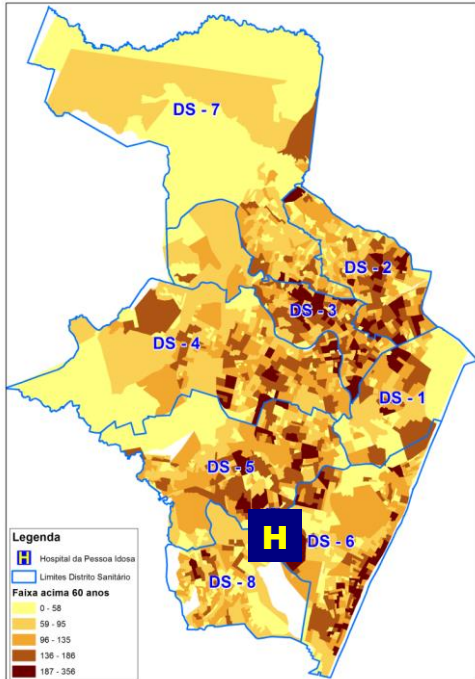 DS - 7
DS - 2
DS - 3
DS - 4
DS - 1
DS - 5
H
DS - 6
DS - 8
Legenda
H Hospital da Pessoa Idosa
Limites Distrito Sanitário
Faixa acima 60 anos
0 - 58
59 - 95
96 - 135
136 - 186
187 - 356